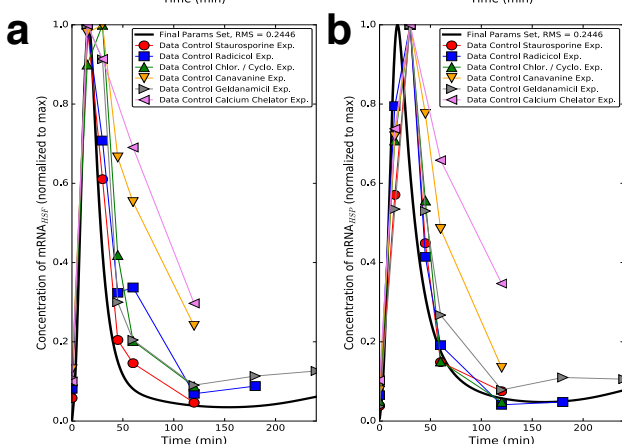 Time (min) Time (min)
a
1.0
0.8
0.6
0.4
0.2
0.0
Concentration of mRNA_HSP (normalized to max)
Final Params Set, RMS = 0.2446
Data Control Staurosporine Exp.
Data Control Radicicol Exp.
Data Control Chlor. / Cyclo. Exp.
Data Control Canavanine Exp.
Data Control Geldanamicil Exp.
Data Control Calcium Chelator Exp.
0 50 100 150 200
Time (min)
b
1.0
0.8
0.6
0.4
0.2
0.0
Concentration of mRNA_HSP (normalized to max)
Final Params Set, RMS = 0.2446
Data Control Staurosporine Exp.
Data Control Radicicol Exp.
Data Control Chlor. / Cyclo. Exp.
Data Control Canavanine Exp.
Data Control Geldanamicil Exp.
Data Control Calcium Chelator Exp.
0 50 100 150 200
Time (min)